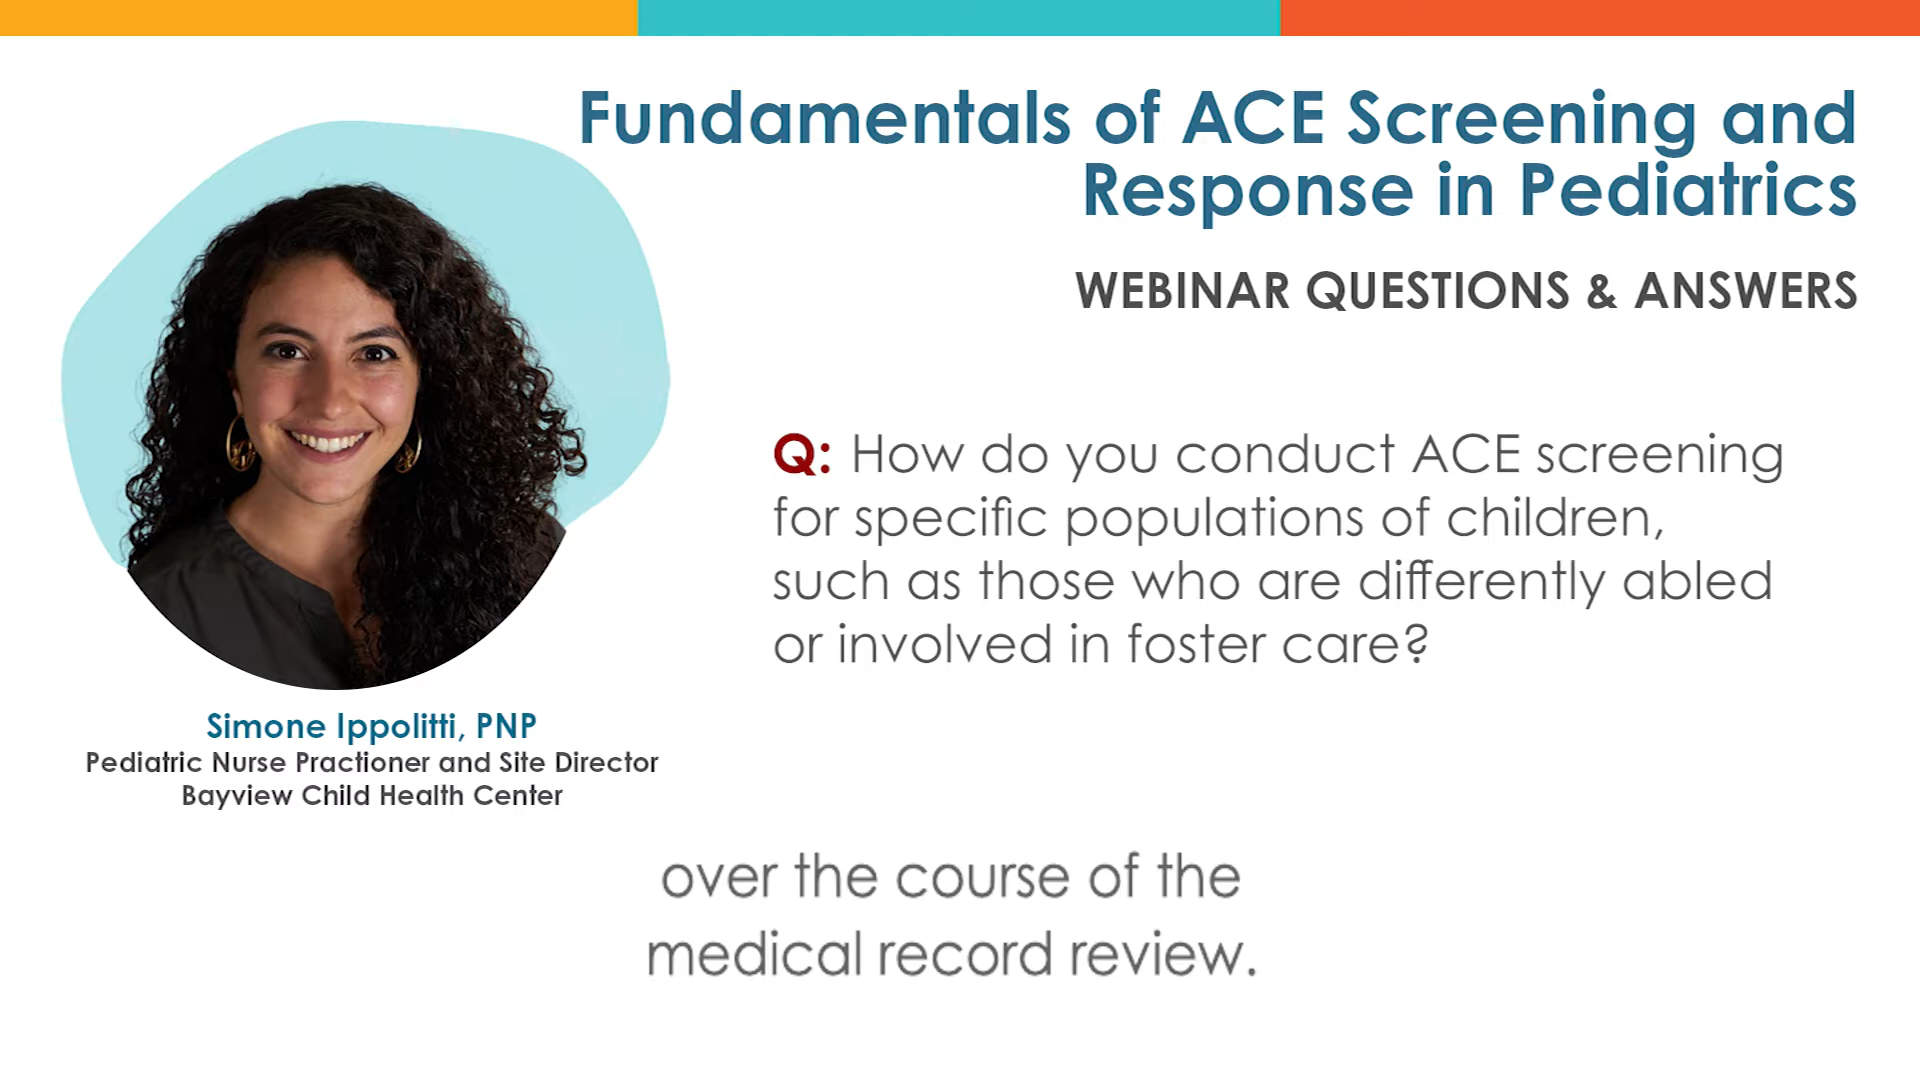 Fundamentals of ACE Screening and
Response in Pediatrics
WEBINAR QUESTIONS & ANSWERS
Q: How do you conduct ACE screening
for specific populations of children,
such as those who are differently abled
or involved in foster care?
Simone Ippolitti, PNP
Pediatric Nurse Practioner and Site Director
Bayview Child Health Center
over the course of the
medical record review.